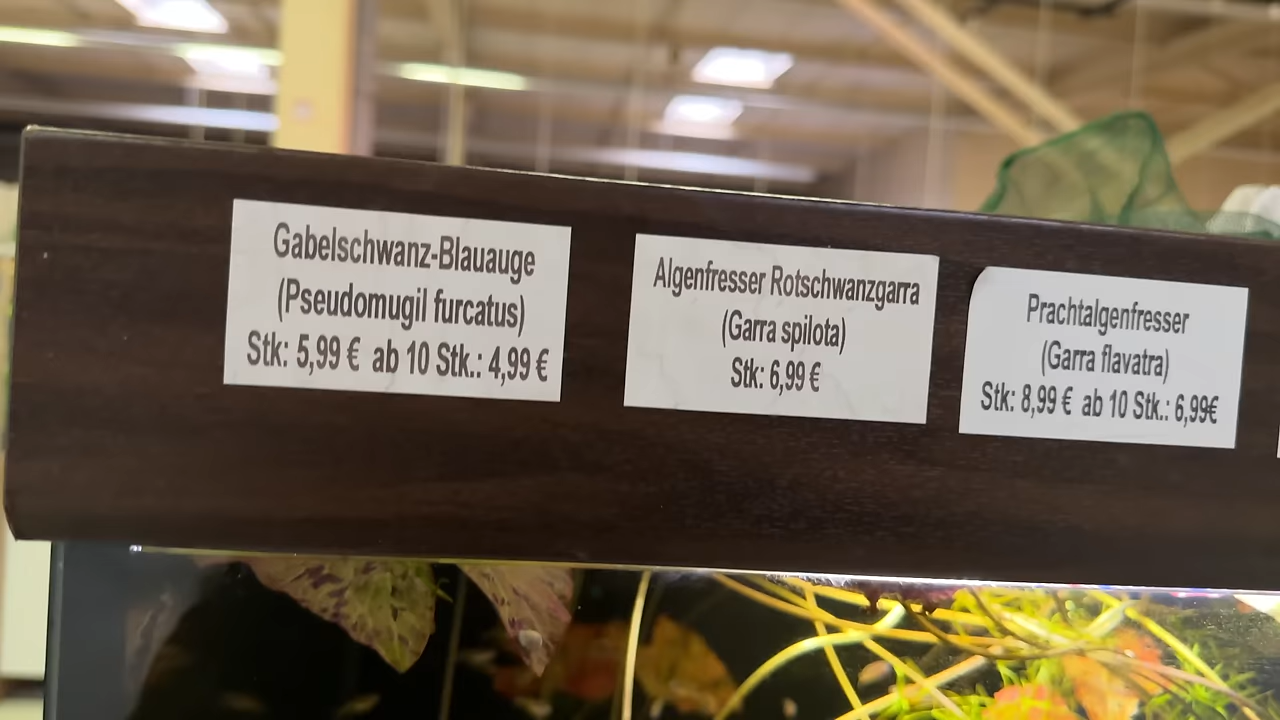 Gabelschwanz-Blauauge
(Pseudomugil furcatus)
Stk: 5,99 € ab 10 Stk.: 4,99 €
Algenfresser Rotschwanzgarra
(Garra spilota)
Stk: 6,99 €
Prachtalgenfresser
(Garra flavatra)
Stk: 8,99 € ab 10 Stk.: 6,99€